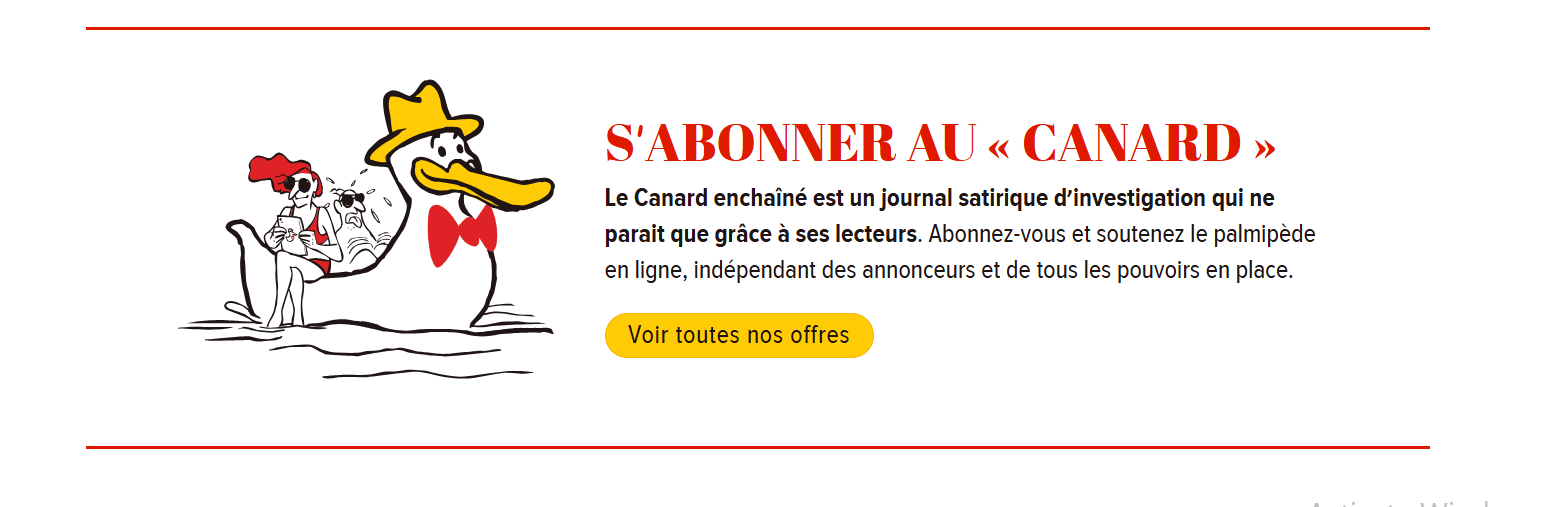 S'ABONNER AU « CANARD »
Le Canard enchaîné est un journal satirique d’investigation qui ne
parait que grâce à ses lecteurs. Abonnez-vous et soutenez le palmipède
en ligne, indépendant des annonceurs et de tous les pouvoirs en place.
Voir toutes nos offres